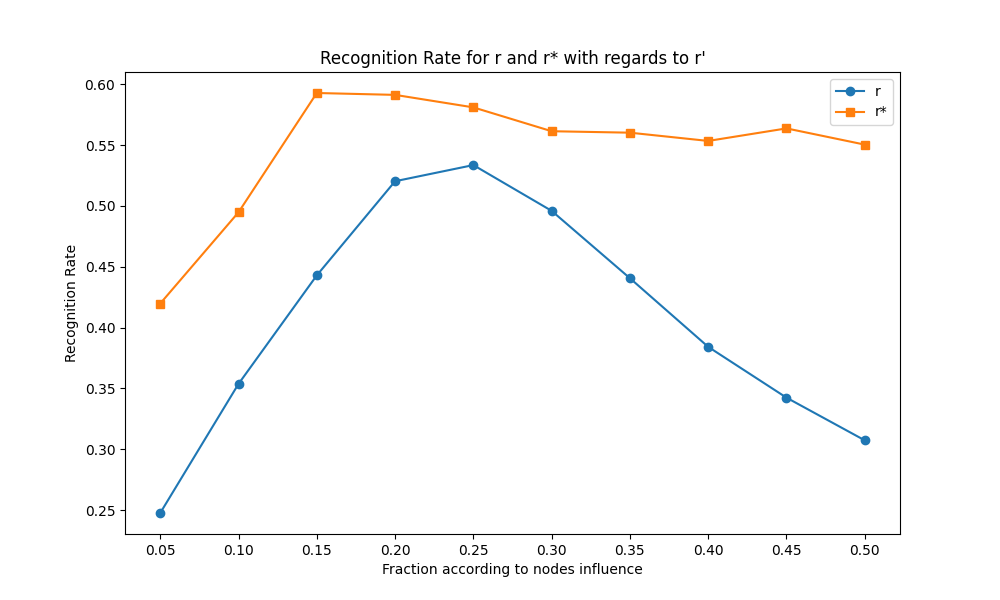 Recognition Rate for r and r* with regards to r'
r
r*
Recognition Rate
0.60
0.55
0.50
0.45
0.40
0.35
0.30
0.25
0.05 0.10 0.15 0.20 0.25 0.30 0.35 0.40 0.45 0.50
Fraction according to nodes influence